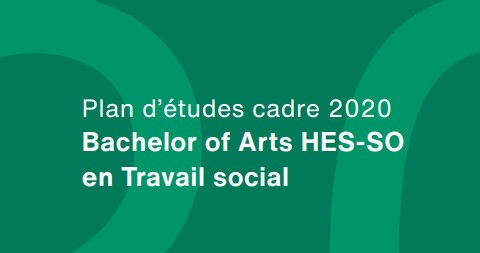 Plan d’études cadre 2020
Bachelor of Arts HES-SO
en Travail social